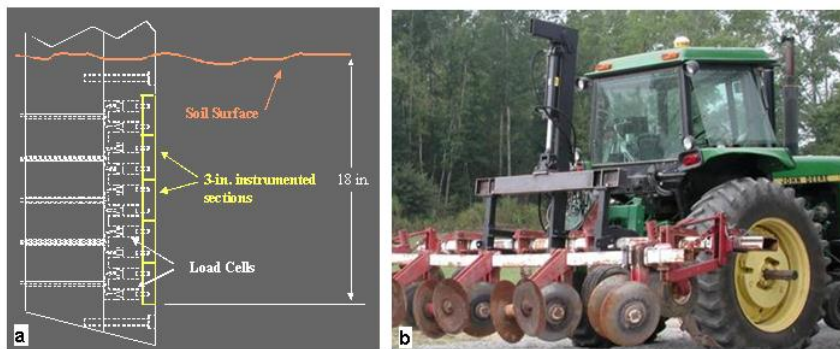 Soil Surface
3-in. instrumented
sections
18 in.
Load Cells
a
b
JOHN DEERE